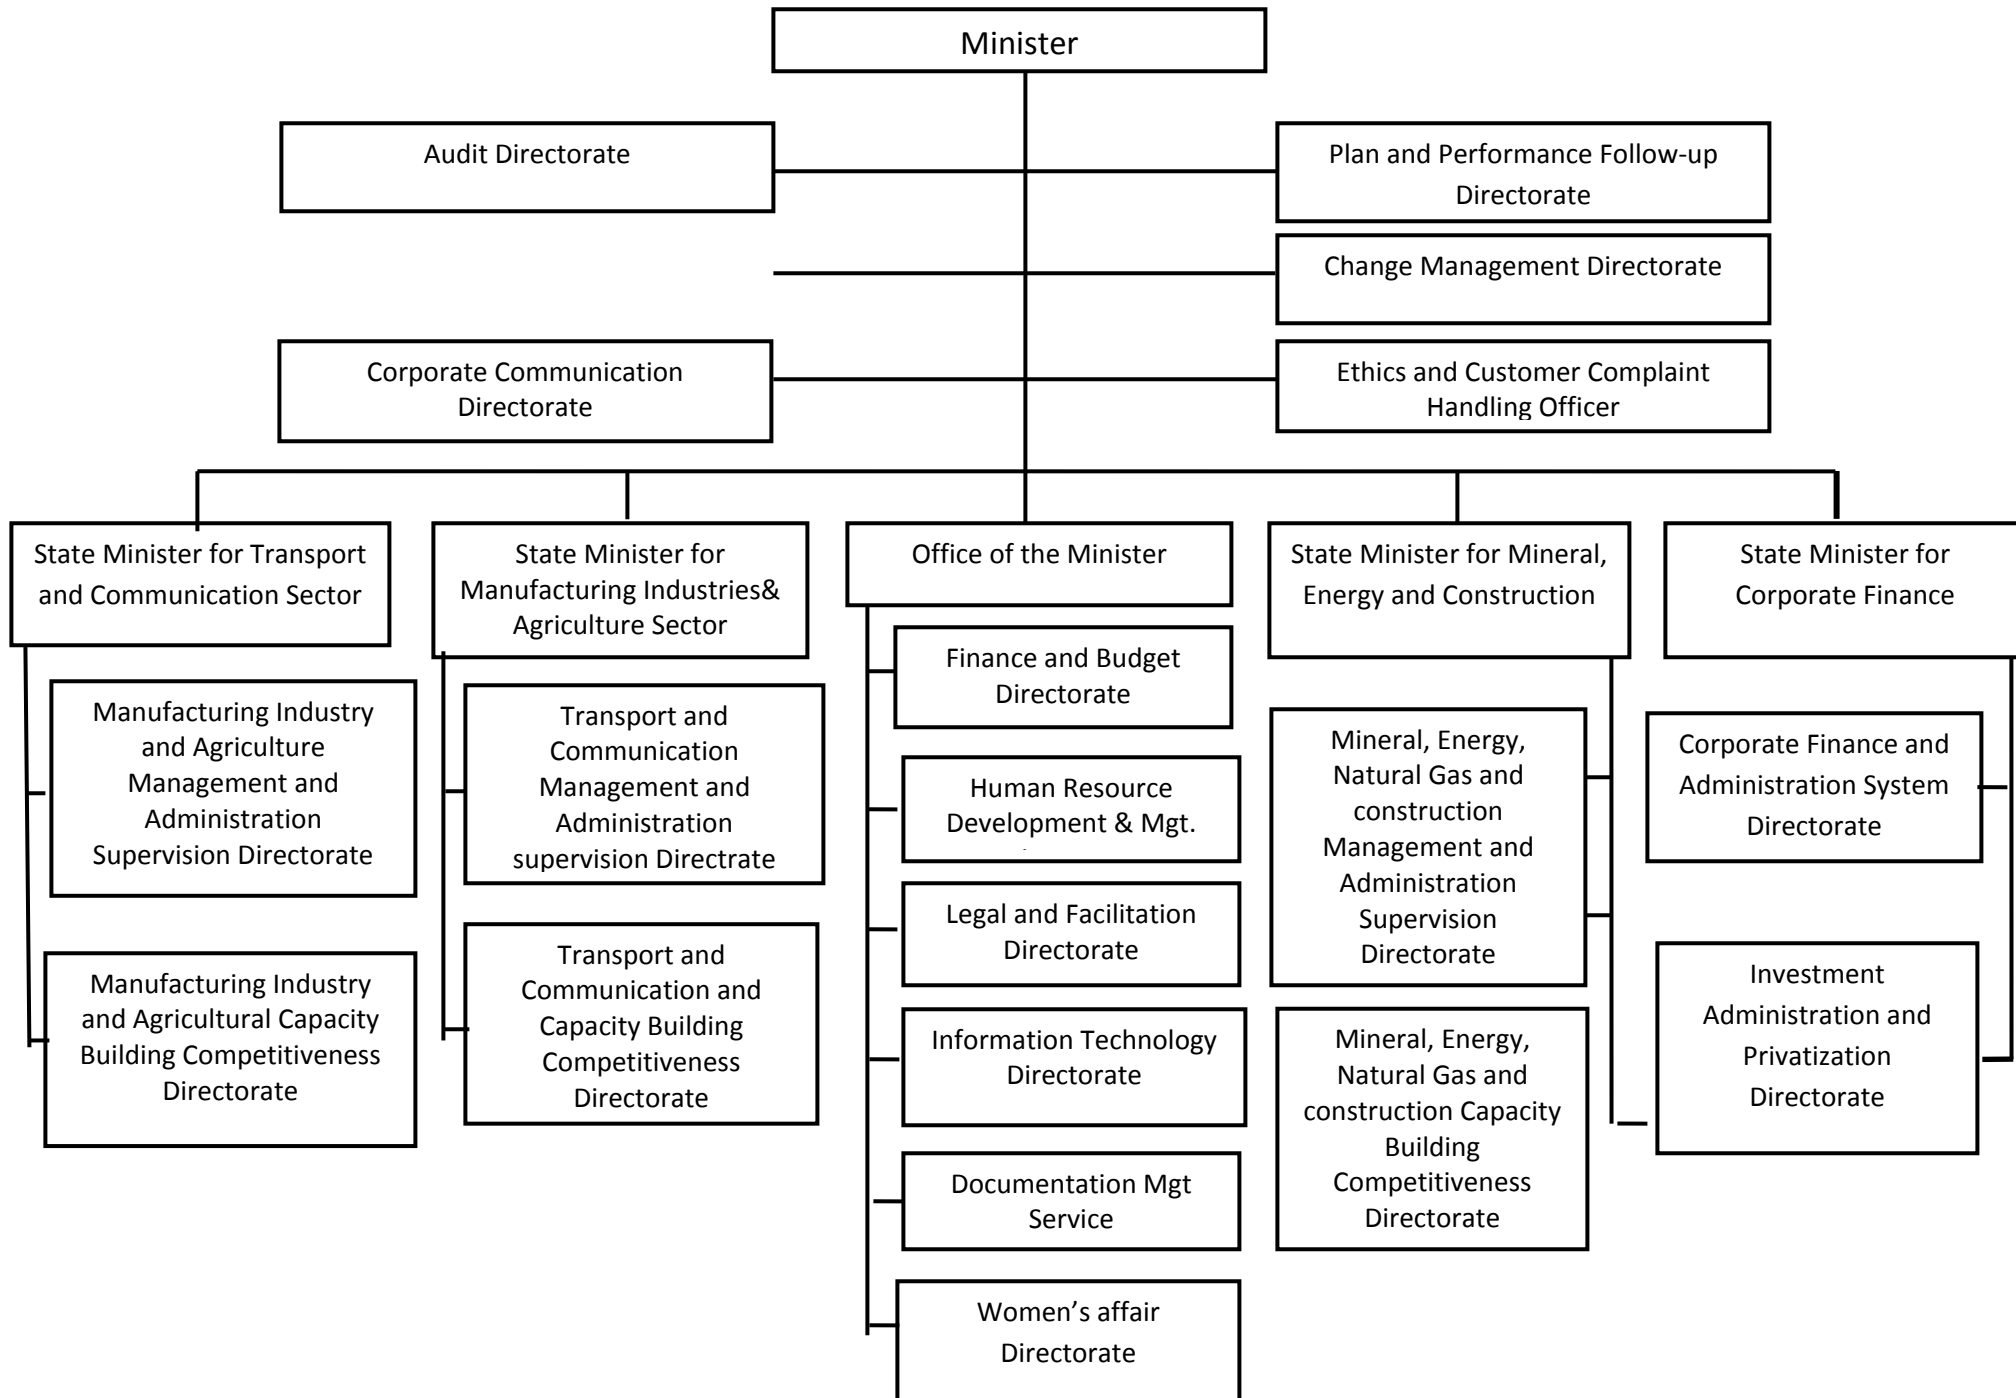 Minister
Audit Directorate
Plan and Performance Follow-up
Directorate
Change Management Directorate
Corporate Communication
Directorate
Ethics and Customer Complaint
Handling Officer
State Minister for Transport
and Communication Sector
State Minister for
Manufacturing Industries&
Agriculture Sector
Office of the Minister
State Minister for Mineral,
Energy and Construction
State Minister for
Corporate Finance
Manufacturing Industry
and Agriculture
Management and
Administration
Supervision Directorate
Manufacturing Industry
and Agricultural Capacity
Building Competitiveness
Directorate
Transport and
Communication
Management and
Administration
supervision Directrate
Transport and
Communication and
Capacity Building
Competitiveness
Directorate
Finance and Budget
Directorate
Human Resource
Development & Mgt.
Legal and Facilitation
Directorate
Information Technology
Directorate
Documentation Mgt
Service
Women's affair
Directorate
Mineral, Energy,
Natural Gas and
construction
Management and
Administration
Supervision
Directorate
Mineral, Energy,
Natural Gas and
construction Capacity
Building
Competitiveness
Directorate
Corporate Finance and
Administration System
Directorate
Investment
Administration and
Privatization
Directorate